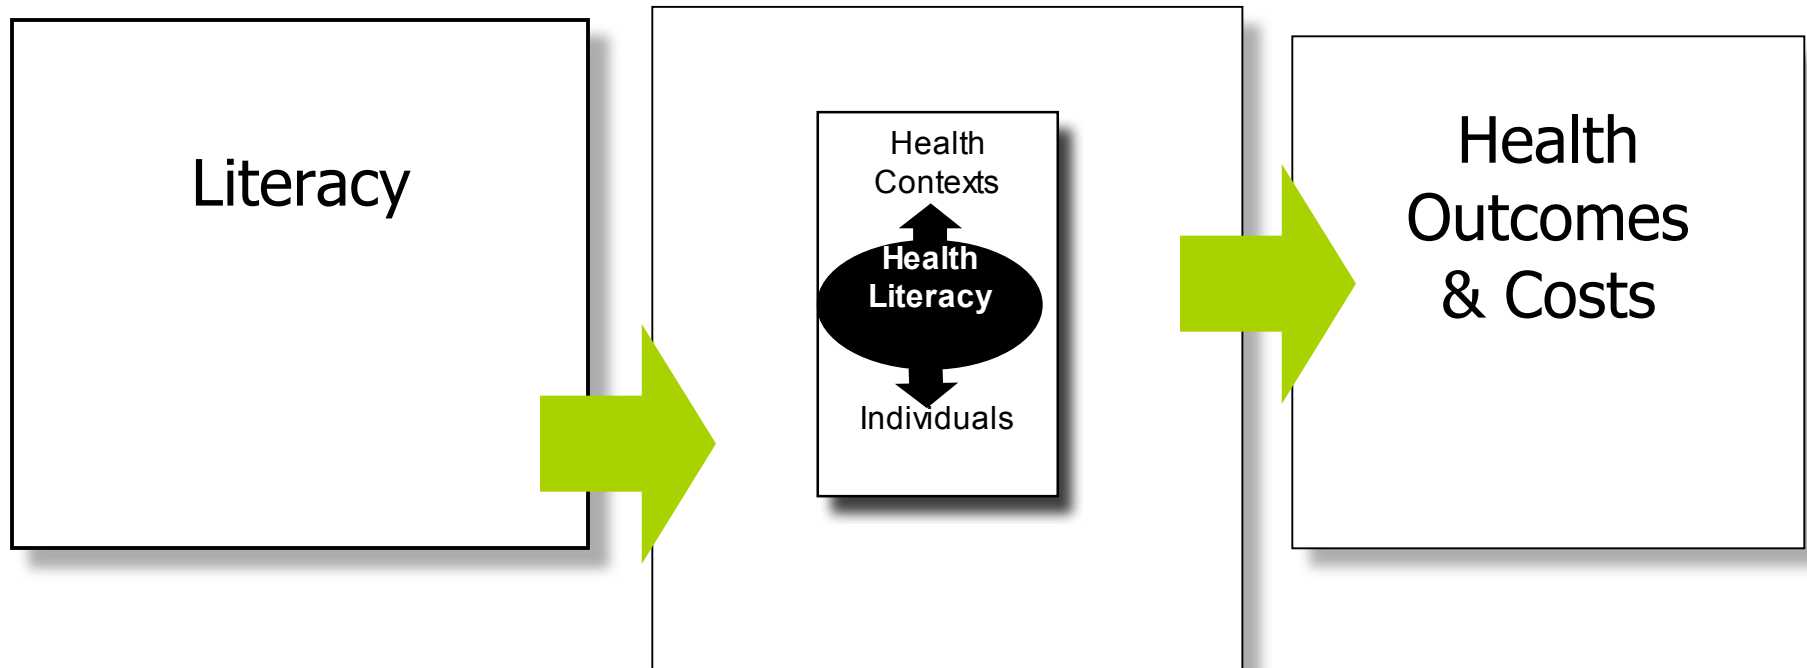 Literacy
Health
Contexts
Health
Literacy
Individuals
Health
Outcomes
& Costs